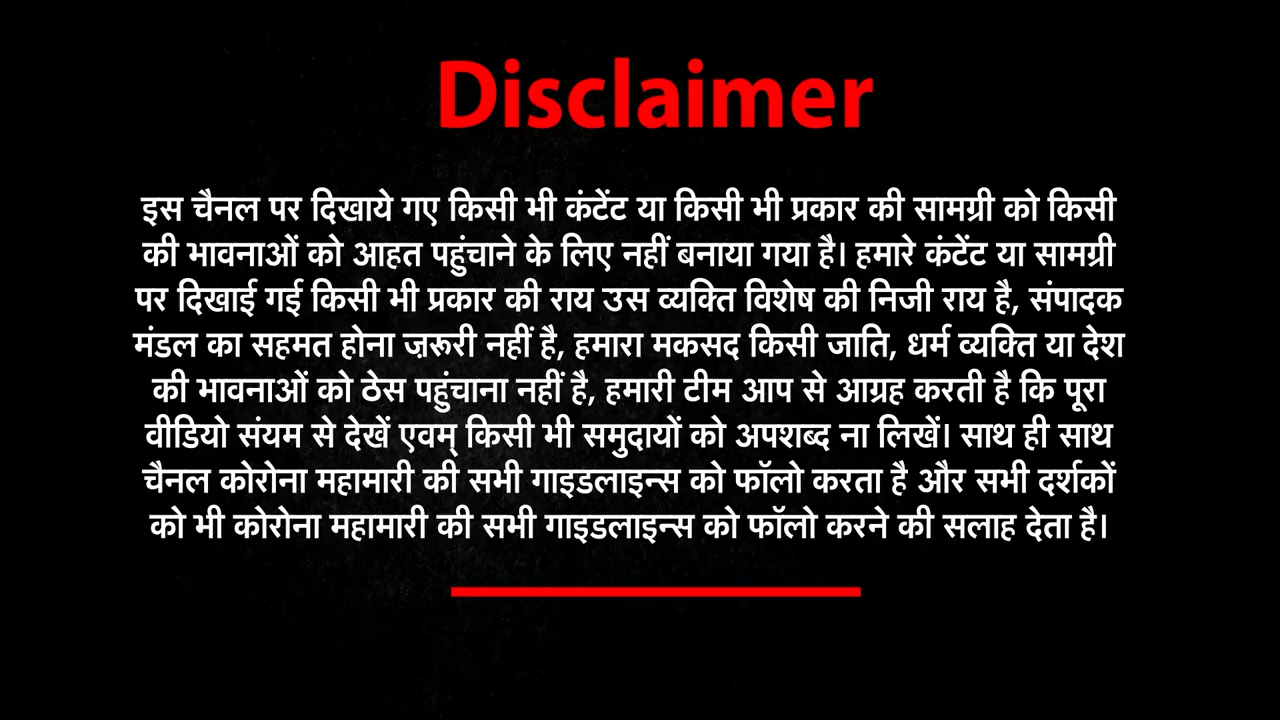 Disclaimer
इस चैनल पर दिखाये गए किसी भी कंटेंट या किसी भी प्रकार की सामग्री को किसी
की भावनाओं को आहत पहुंचाने के लिए नहीं बनाया गया है। हमारे कंटेंट या सामग्री
पर दिखाई गई किसी भी प्रकार की राय उस व्यक्ति विशेष की निजी राय है, संपादक
मंडल का सहमत होना ज़रूरी नहीं है, हमारा मकसद किसी जाति, धर्म व्यक्ति या देश
की भावनाओं को ठेस पहुंचाना नहीं है, हमारी टीम आप से आग्रह करती है कि पूरा
वीडियो संयम से देखें एवम् किसी भी समुदायों को अपशब्द ना लिखें। साथ ही साथ
चैनल कोरोना महामारी की सभी गाइडलाइन्स को फॉलो करता है और सभी दर्शकों
को भी कोरोना महामारी की सभी गाइडलाइन्स को फॉलो करने की सलाह देता है।